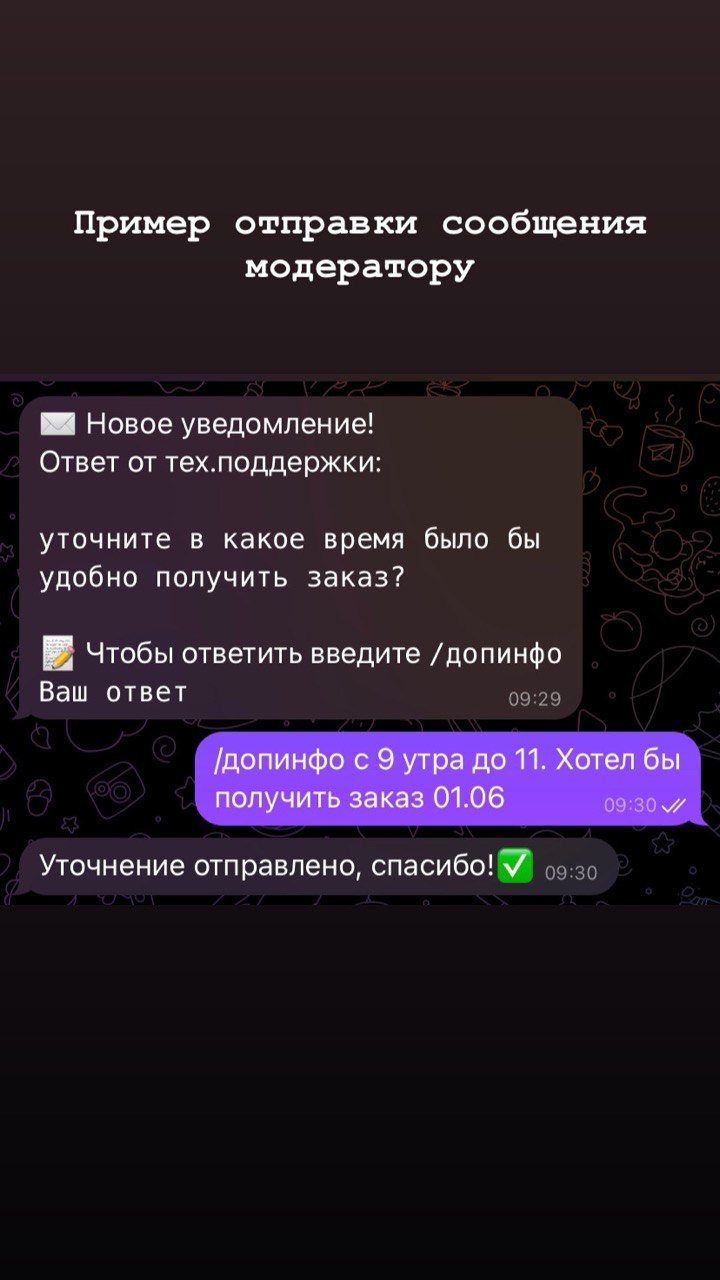 Пример отправки сообщения
модератору
✉️ Новое уведомление!
Ответ от тех.поддержки:
уточните в какое время было бы
удобно получить заказ?
📝 Чтобы ответить введите /допинфо
Ваш ответ
09:29
/допинфо с 9 утра до 11. Хотел бы
получить заказ 01.06
09:30
Уточнение отправлено, спасибо!✅ 09:30